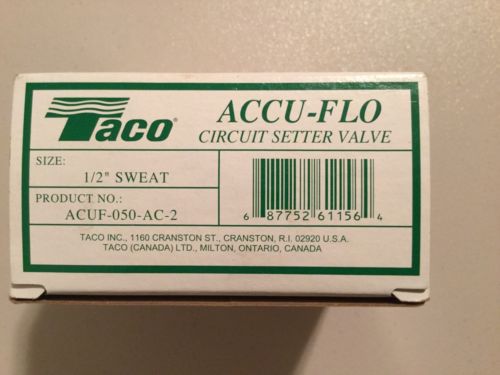 Taco®
ACCU-FLO
CIRCUIT SETTER VALVE
SIZE:
1/2" SWEAT
PRODUCT NO.:
ACUF-050-AC-2
6 87752 61156 4
TACO INC., 1160 CRANSTON ST., CRANSTON, R.I. 02920 U.S.A.
TACO (CANADA) LTD., MILTON, ONTARIO, CANADA